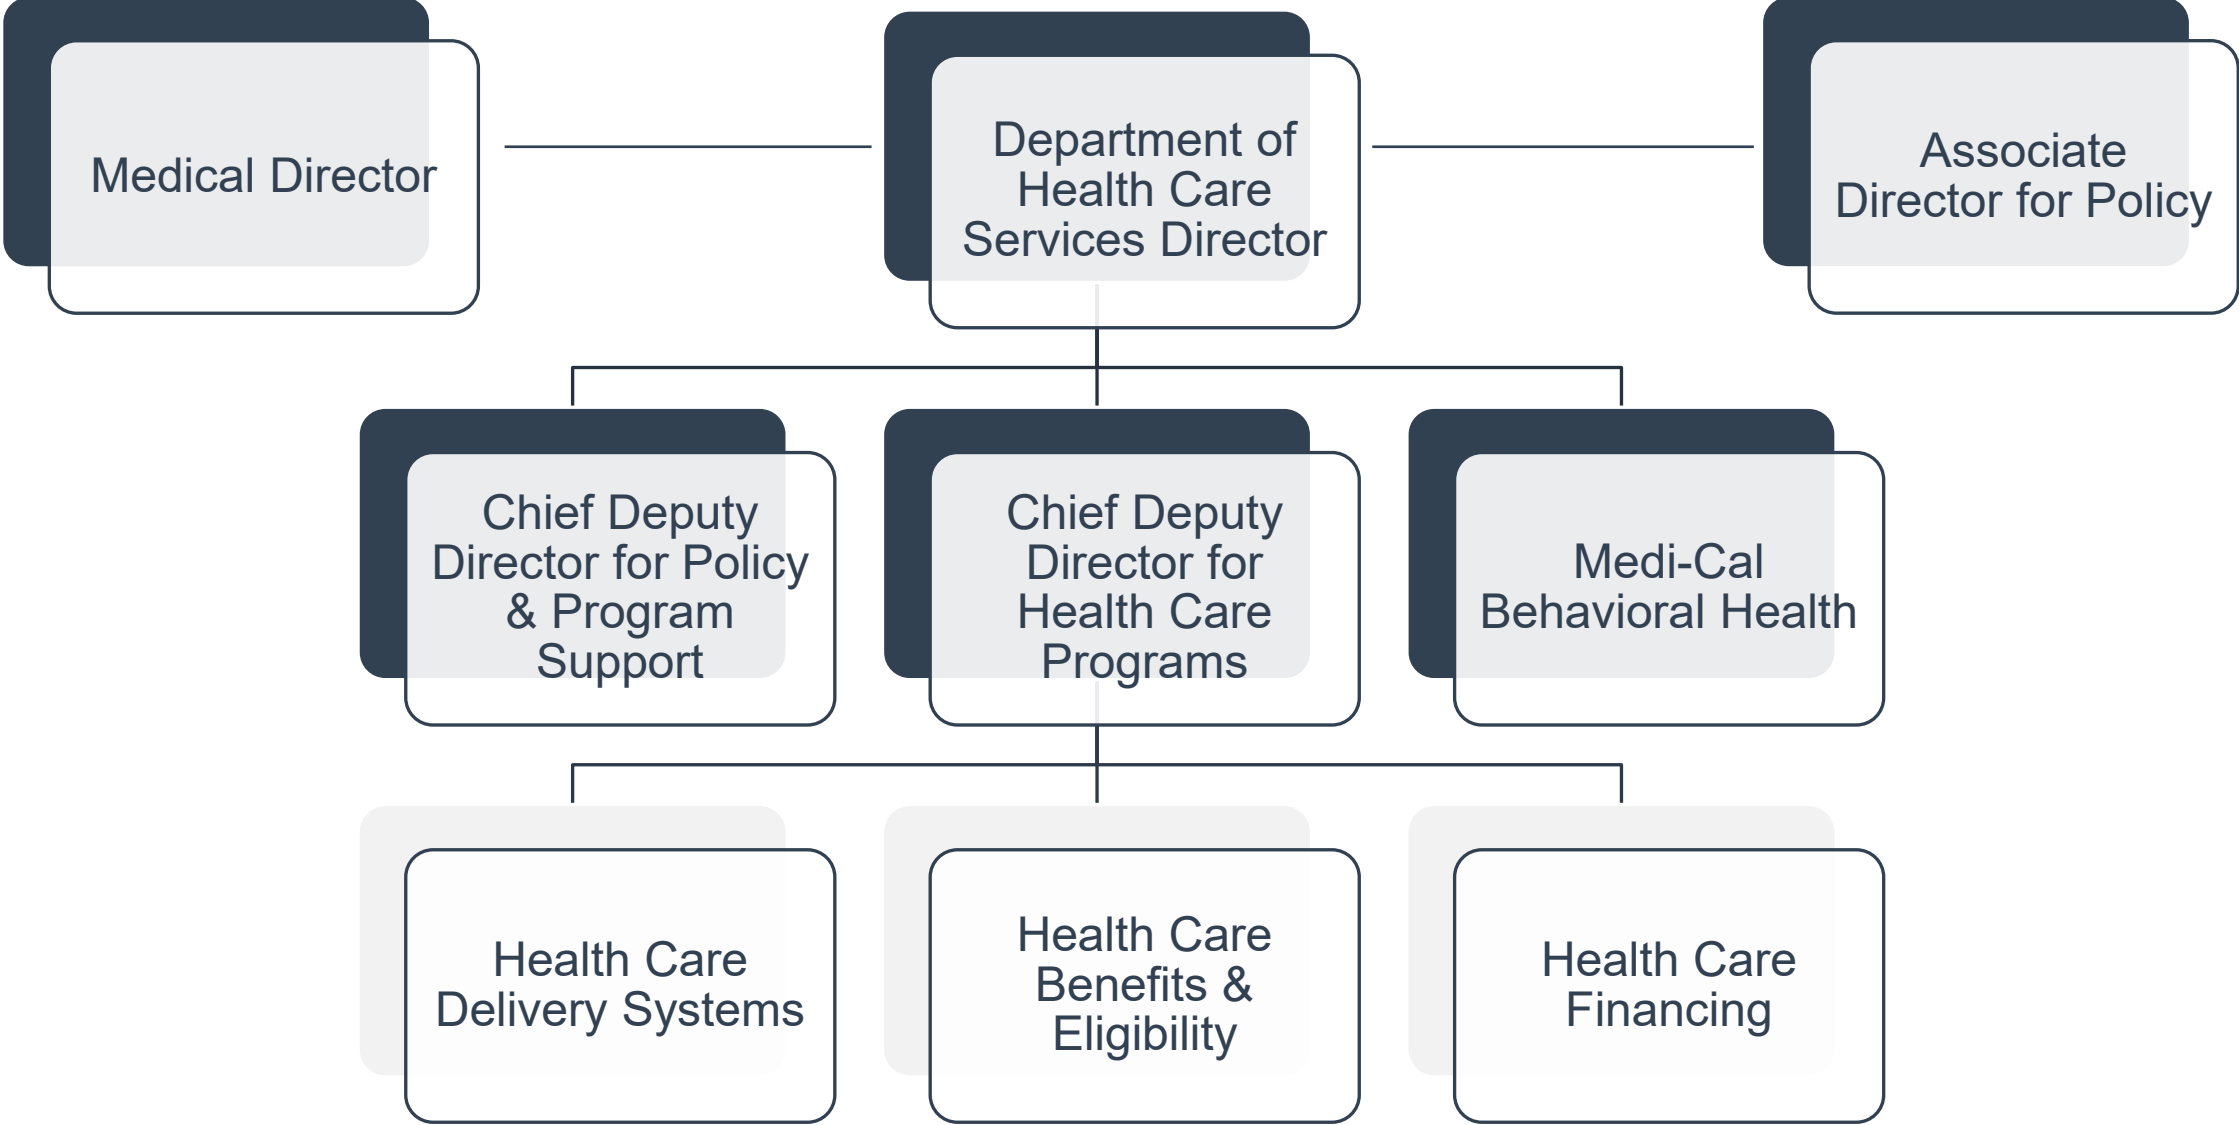 Medical Director
Department of
Health Care
Services Director
Associate
Director for Policy
Chief Deputy
Director for Policy
& Program
Support
Chief Deputy
Director for
Health Care
Programs
Medi-Cal
Behavioral Health
Health Care
Delivery Systems
Health Care
Benefits &
Eligibility
Health Care
Financing